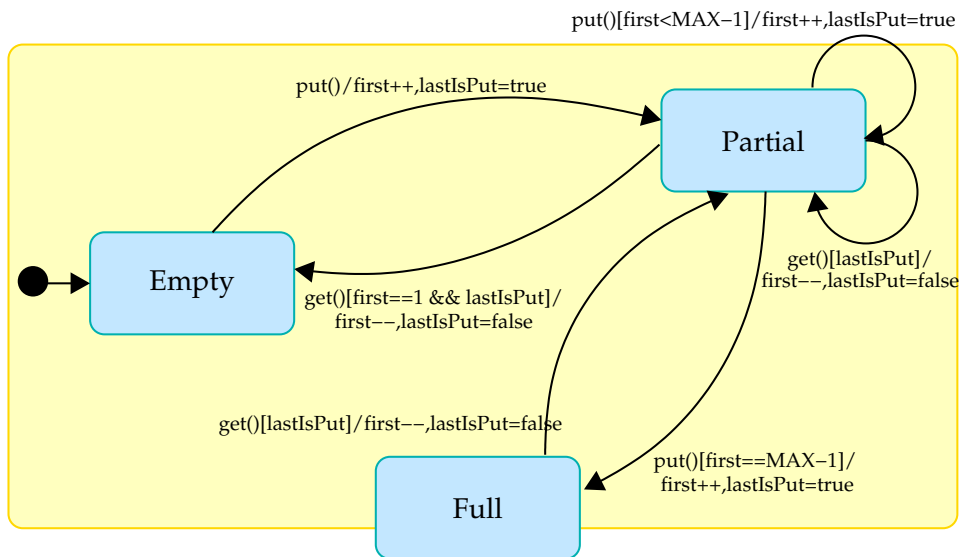 put()[first<MAX−1]/first++,lastIsPut=true
put()/first++,lastIsPut=true
Partial
get()[lastIsPut]/
first−−,lastIsPut=false
Empty
get()[first==1 && lastIsPut]/
first−−,lastIsPut=false
get()[lastIsPut]/first−−,lastIsPut=false
put()[first==MAX−1]/
first++,lastIsPut=true
Full